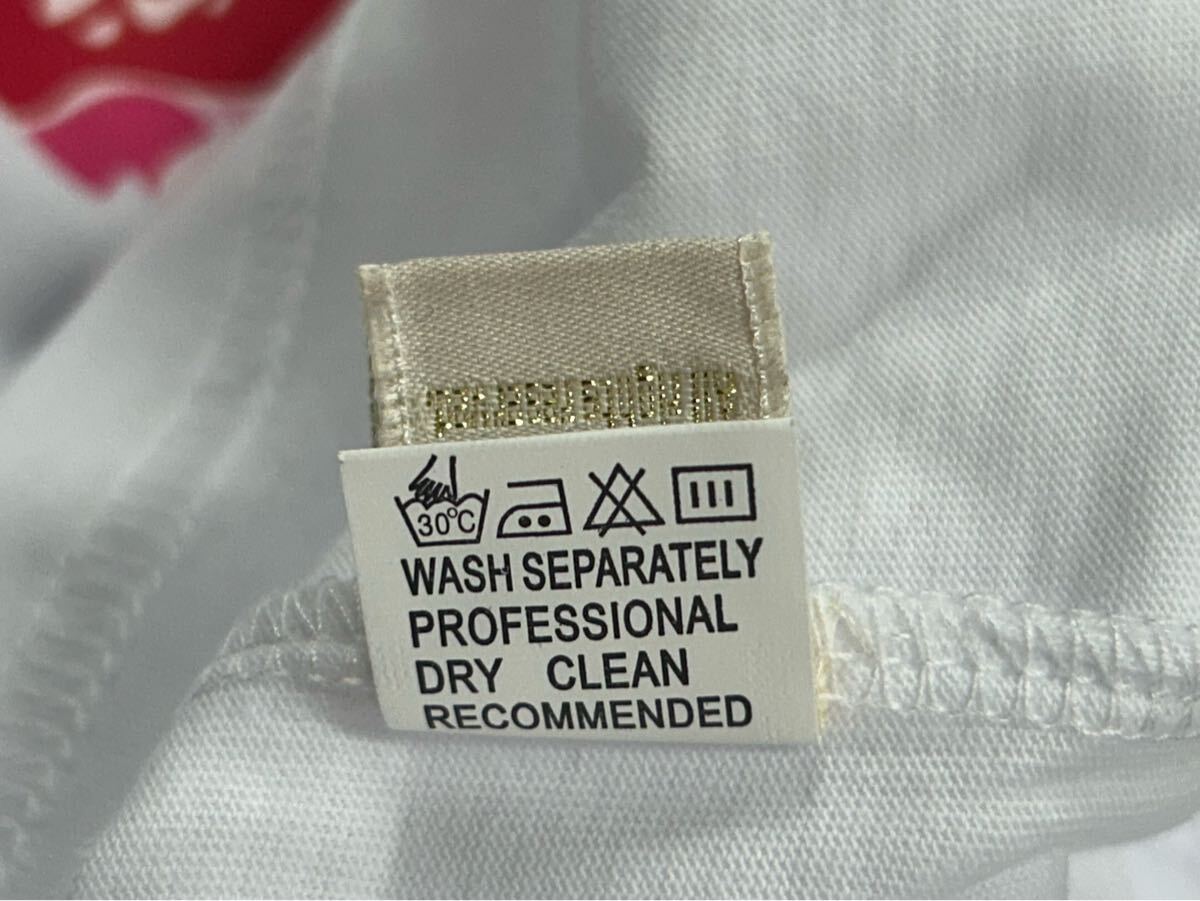 30°C
WASH SEPARATELY
PROFESSIONAL
DRY CLEAN
RECOMMENDED